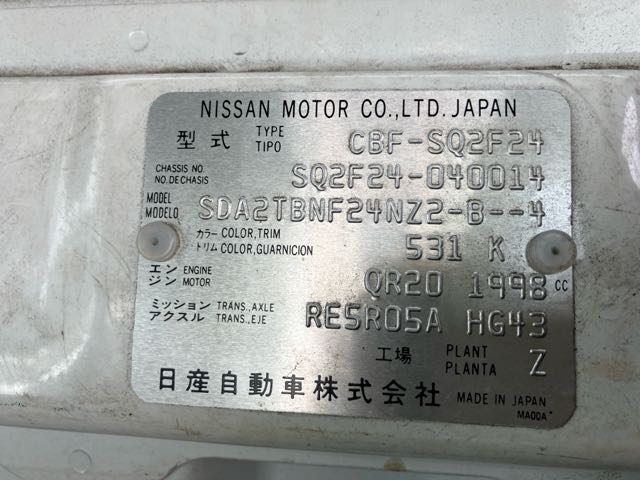 NISSAN MOTOR CO.,LTD. JAPAN
型式 TYPE TIPO CBF-SQ2F24
CHASSIS NO. NO.DE CHASIS SQ2F24-040014
MODEL MODELO SDA2TBNF24NZ2-B--4
カラー COLOR,TRIM トリム COLOR,GUARNICION 531 K
エンジン ENGINE MOTOR QR20 1998 CC
ミッション TRANS.,AXLE アクスル TRANS.,EJE RE5R05A HG43
工場 PLANT PLANTA Z
日産自動車株式会社 MADE IN JAPAN
MA00A*